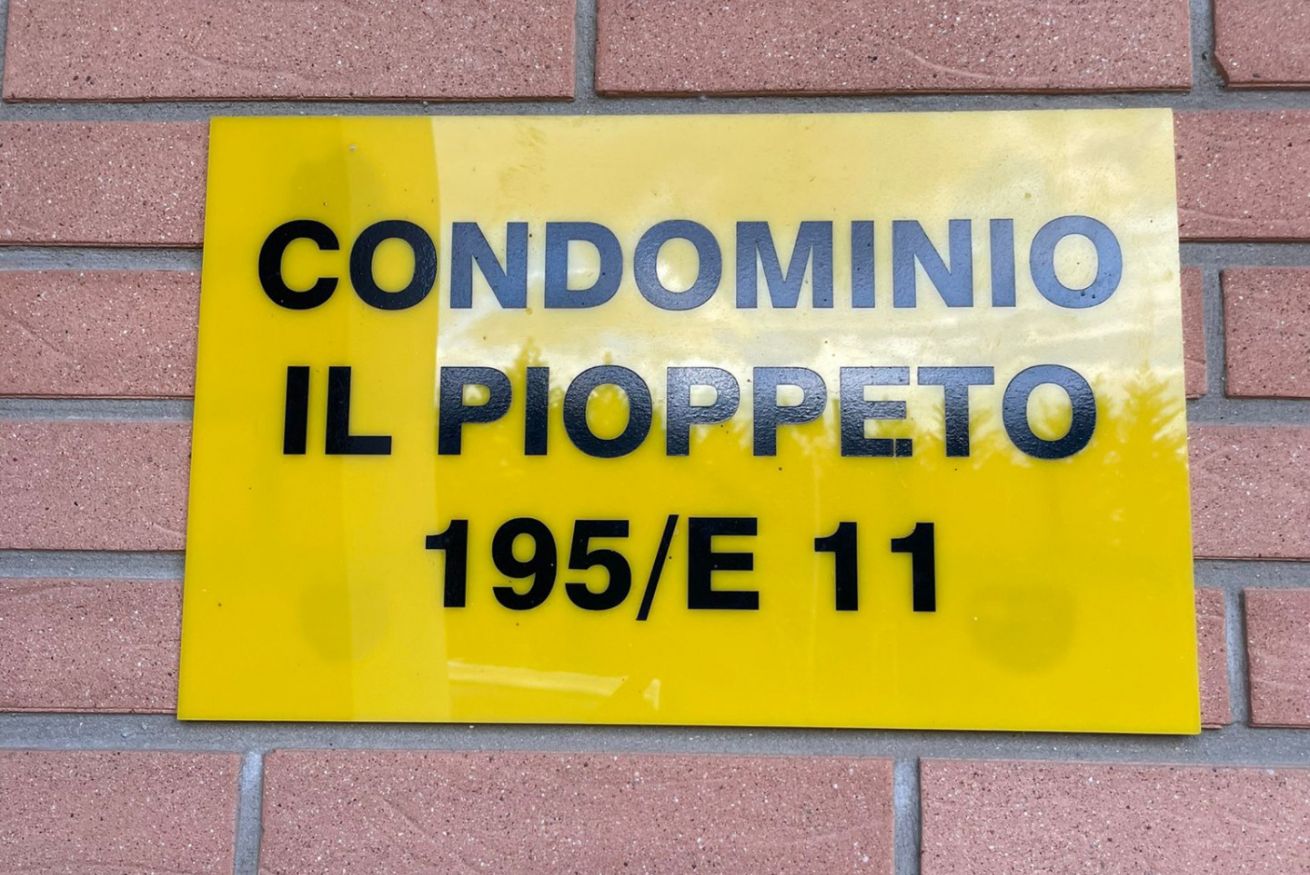 CONDOMINIO
IL PIOPPETO
195/E 11